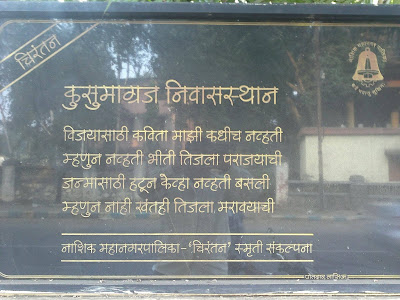 चिरंतन
कुसुमाग्रज निवासस्थान
विजयासाठी कविता माझी कधीच नव्हती
म्हणुन नव्हती भीती तिजला पराजयाची
जन्मासाठी हटून केव्हा नव्हती बसली
म्हणुन नाही खंतही तिजला, मरावयाची
नाशिक महानगरपालिका-'चिरंतन' स्मृती संकल्पना